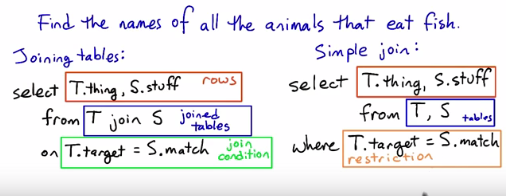 Find the names of all the animals that eat fish.
Joining tables:
select T.thing, S.stuff rows
from T join S joined tables
on T.target = S.match join condition
Simple join:
select T.thing, S.stuff
from T, S tables
where T.target = S.match
restriction